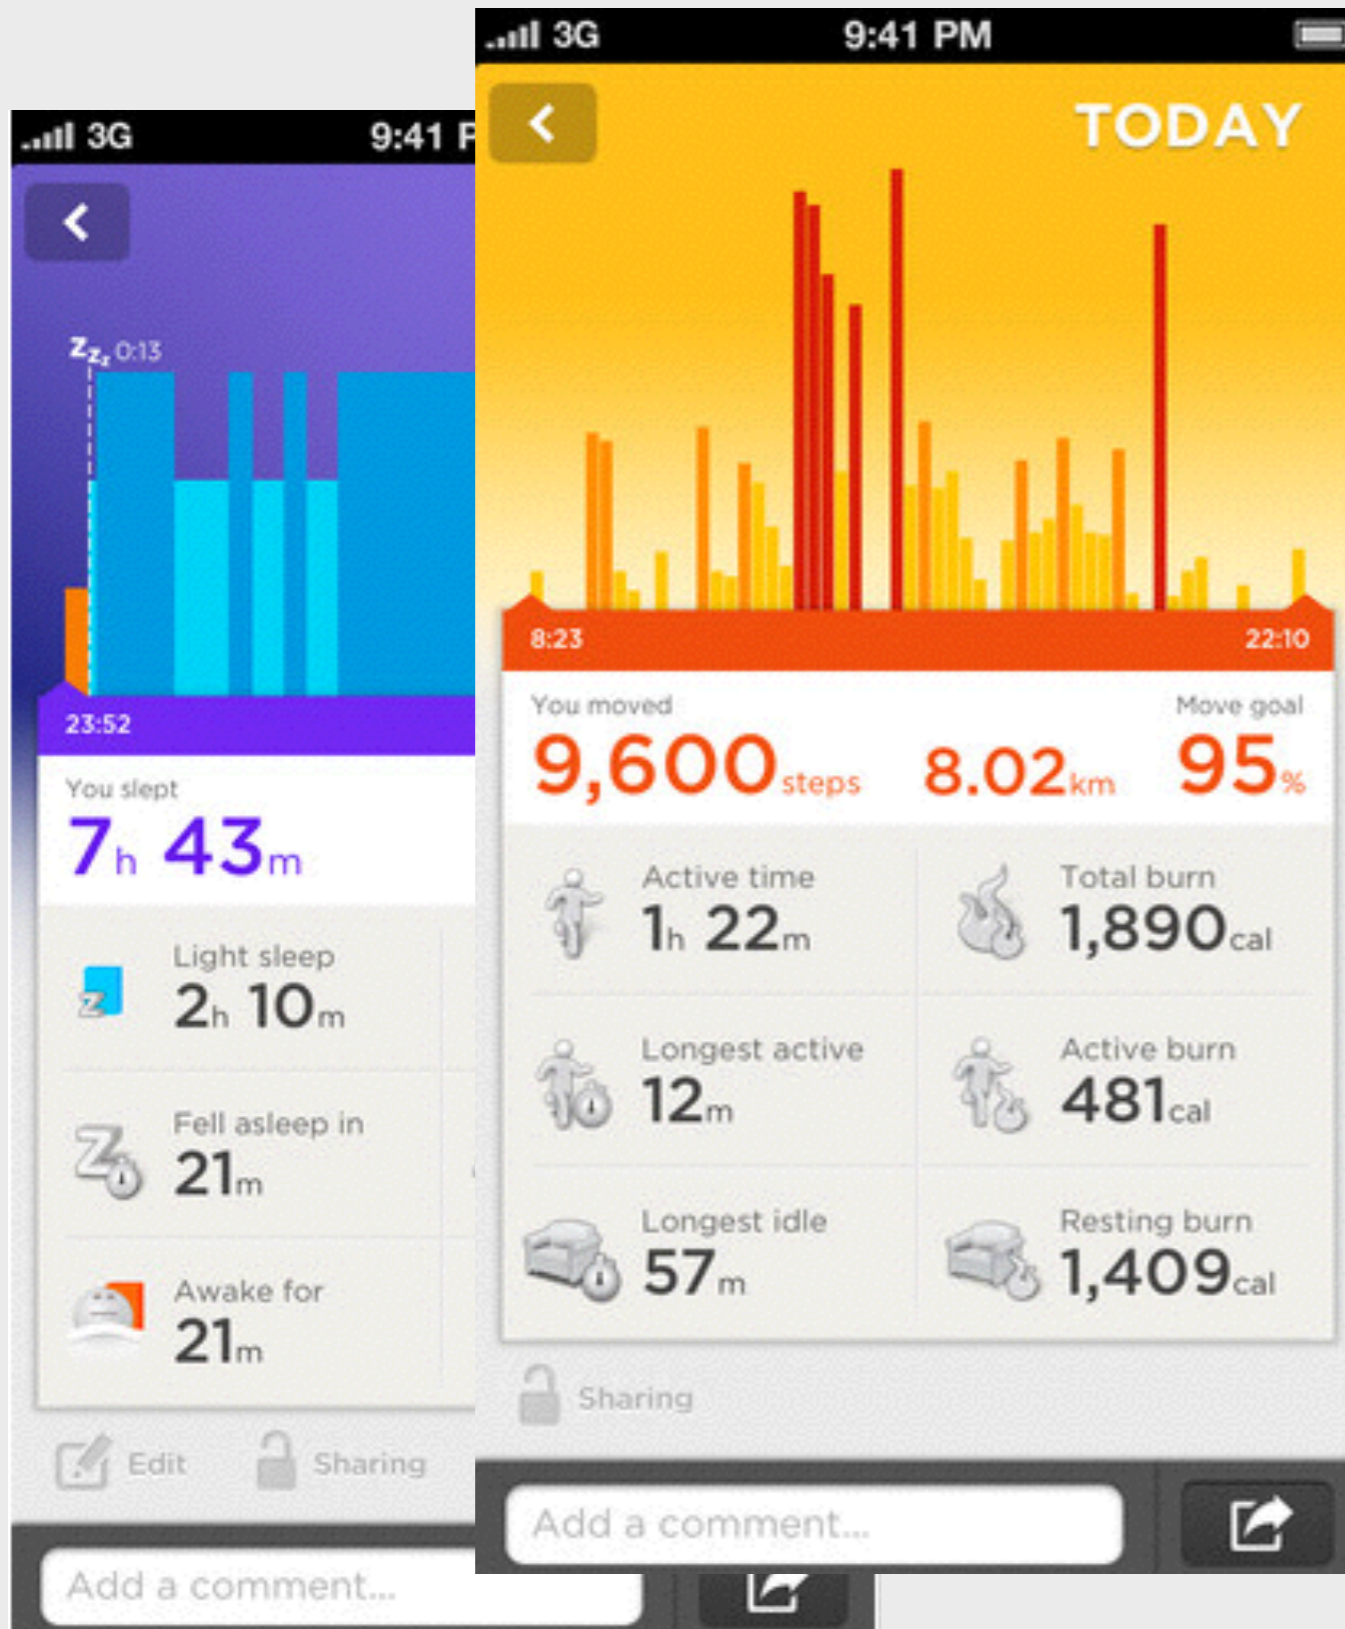 3G 9:41 PM
TODAY
8:23 22:10
You moved Move goal
9,600 steps 8.02 km 95 %
Active time Total burn
1h 22m 1,890 cal
Longest active Active burn
12m 481 cal
Longest idle Resting burn
57m 1,409 cal
Sharing
Add a comment...
3G 9:41 P
zzz 0:13
23:52
You slept
7h 43m
Light sleep
2h 10m
Fell asleep in
21m
Awake for
21m
Edit Sharing
Add a comment...